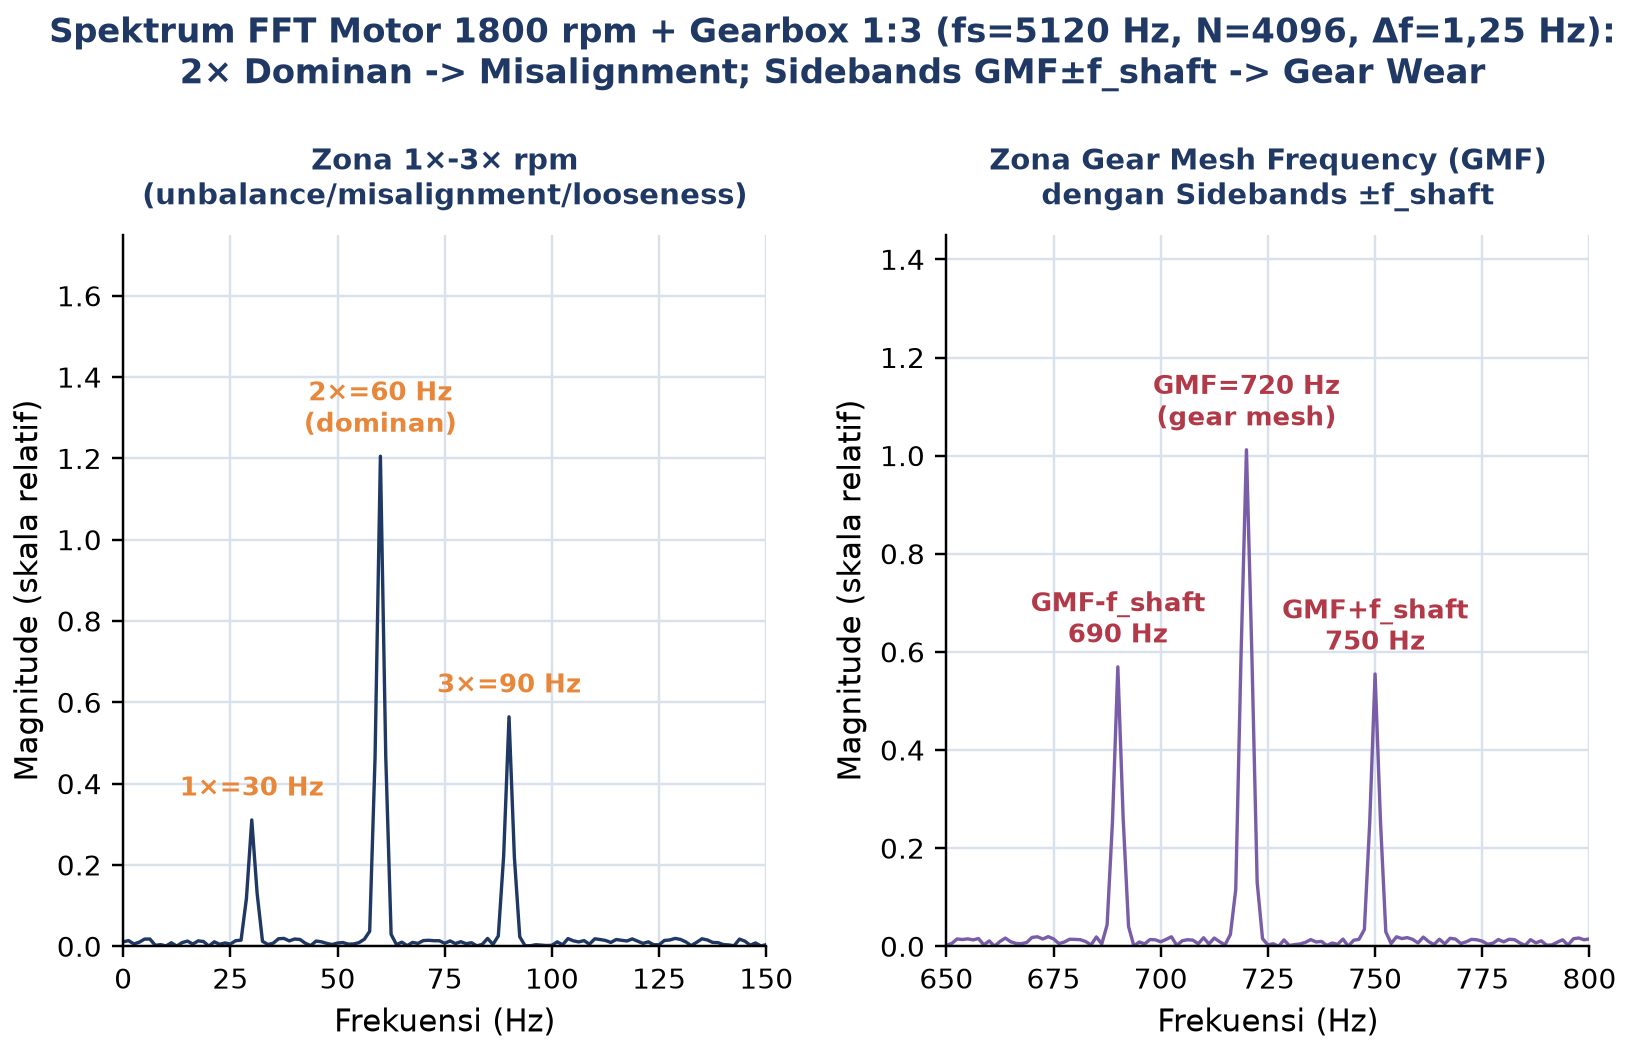 Spektrum FFT Motor 1800 rpm + Gearbox 1:3 (fs=5120 Hz, N=4096, Δf=1,25 Hz):
2× Dominan -> Misalignment; Sidebands GMF±f_shaft -> Gear Wear
Zona 1×-3× rpm
(unbalance/misalignment/looseness)
Magnitude (skala relatif)
1.6
1.4
1.2
1.0
0.8
0.6
0.4
0.2
0.0
2×=60 Hz
(dominan)
3×=90 Hz
1×=30 Hz
0 25 50 75 100 125 150
Frekuensi (Hz)
Zona Gear Mesh Frequency (GMF)
dengan Sidebands ±f_shaft
Magnitude (skala relatif)
1.4
1.2
1.0
0.8
0.6
0.4
0.2
0.0
GMF=720 Hz
(gear mesh)
GMF-f_shaft
690 Hz
GMF+f_shaft
750 Hz
650 675 700 725 750 775 800
Frekuensi (Hz)